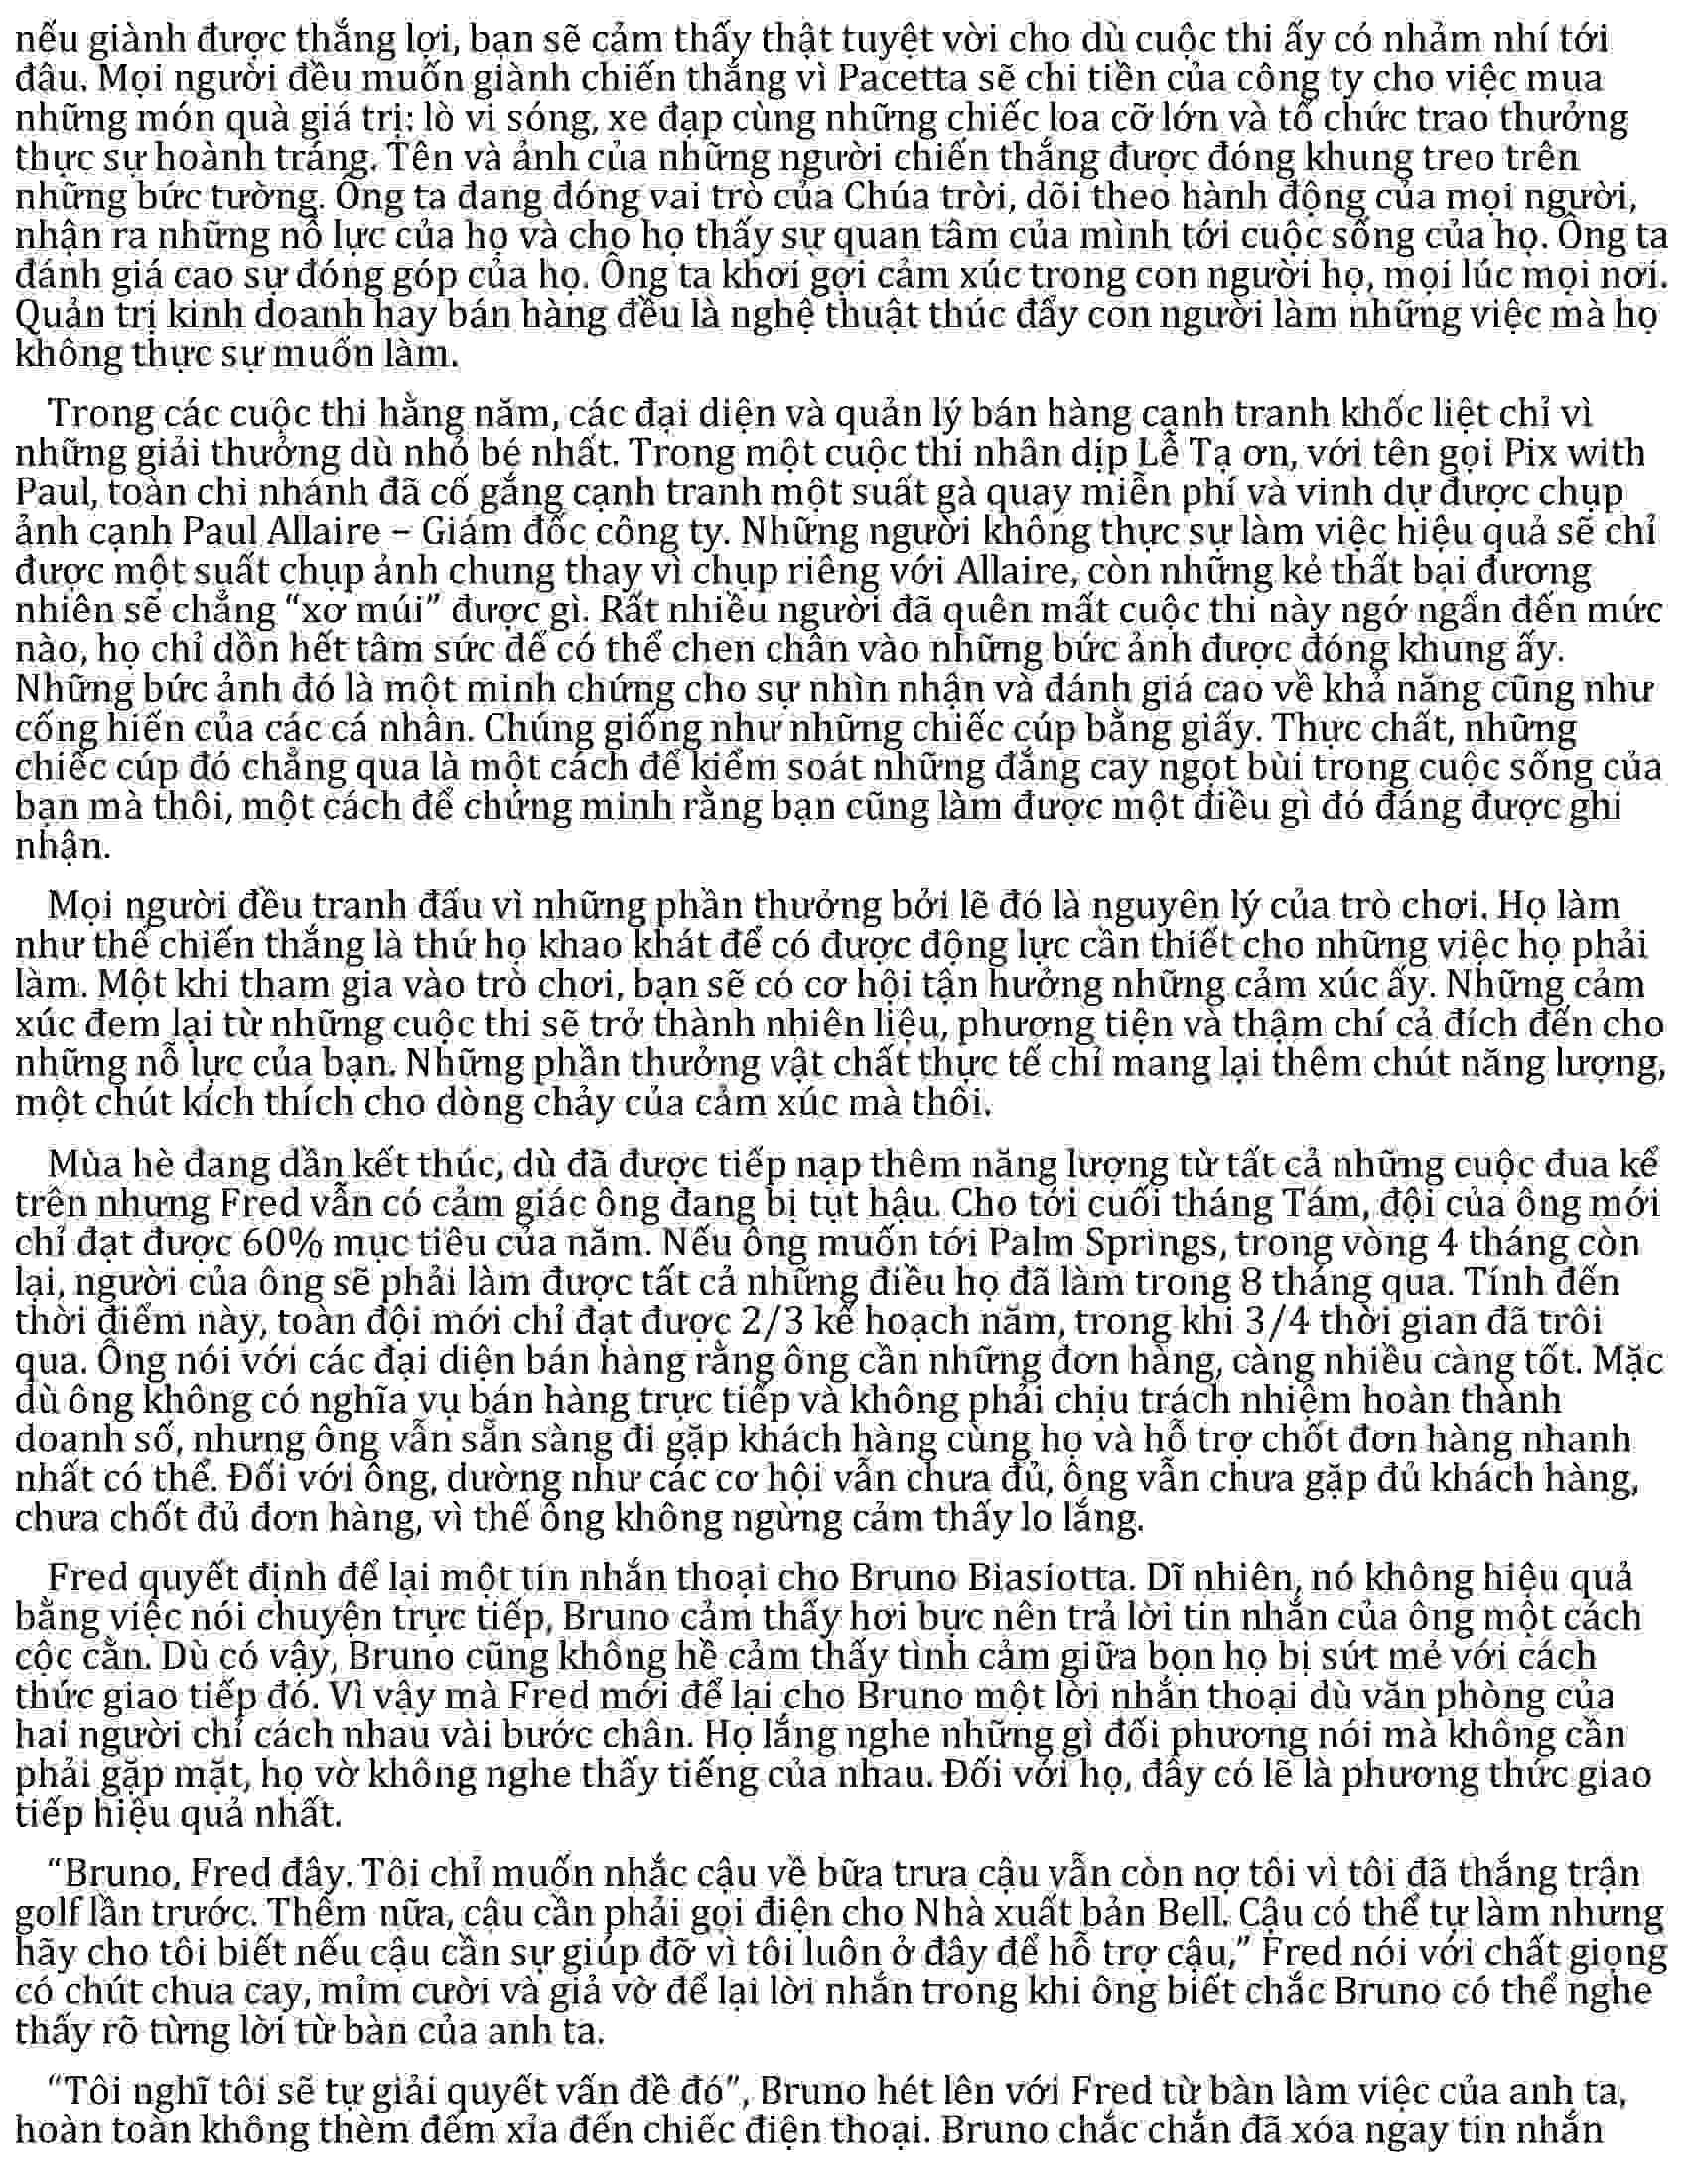 nếu giành được thắng lợi, bạn sẽ cảm thấy thật tuyệt vời cho dù cuộc thi ấy có nhảm nhí tới
đâu. Mọi người đều muốn giành chiến thắng vì Pacetta sẽ chi tiền của công ty cho việc mua
những món quà giá trị: lò vi sóng, xe đạp cùng những chiếc loa cỡ lớn và tổ chức trao thưởng
thực sự hoành tráng. Tên và ảnh của những người chiến thắng được đóng khung treo trên
những bức tường. Ông ta đang đóng vai trò của Chúa trời, dõi theo hành động của mọi người,
nhận ra những nỗ lực của họ và cho họ thấy sự quan tâm của mình tới cuộc sống của họ. Ông ta
đánh giá cao sự đóng góp của họ. Ông ta khơi gợi cảm xúc trong con người họ, mọi lúc mọi nơi.
Quản trị kinh doanh hay bán hàng đều là nghệ thuật thúc đẩy con người làm những việc mà họ
không thực sự muốn làm.
Trong các cuộc thi hằng năm, các đại diện và quản lý bán hàng cạnh tranh khốc liệt chỉ vì
những giải thưởng dù nhỏ bé nhất. Trong một cuộc thi nhân dịp Lễ Tạ ơn, với tên gọi Pix with
Paul, toàn chi nhánh đã cố gắng cạnh tranh một suất gà quay miễn phí và vinh dự được chụp
ảnh cạnh Paul Allaire – Giám đốc công ty. Những người không thực sự làm việc hiệu quả sẽ chỉ
được một suất chụp ảnh chung thay vì chụp riêng với Allaire, còn những kẻ thất bại đương
nhiên sẽ chẳng “xơ múi” được gì. Rất nhiều người đã quên mất cuộc thi này ngớ ngẩn đến mức
nào, họ chỉ dồn hết tâm sức để có thể chen chân vào những bức ảnh được đóng khung ấy.
Những bức ảnh đó là một minh chứng cho sự nhìn nhận và đánh giá cao về khả năng cũng như
cống hiến của các cá nhân. Chúng giống như những chiếc cúp bằng giấy. Thực chất, những
chiếc cúp đó chẳng qua là một cách để kiểm soát những đắng cay ngọt bùi trong cuộc sống của
bạn mà thôi, một cách để chứng minh rằng bạn cũng làm được một điều gì đó đáng được ghi
nhận.
Mọi người đều tranh đấu vì những phần thưởng bởi lẽ đó là nguyên lý của trò chơi. Họ làm
như thể chiến thắng là thứ họ khao khát để có được động lực cần thiết cho những việc họ phải
làm. Một khi tham gia vào trò chơi, bạn sẽ có cơ hội tận hưởng những cảm xúc ấy. Những cảm
xúc đem lại từ những cuộc thi sẽ trở thành nhiên liệu, phương tiện và thậm chí cả đích đến cho
những nỗ lực của bạn. Những phần thưởng vật chất thực tế chỉ mang lại thêm chút năng lượng,
một chút kích thích cho dòng chảy của cảm xúc mà thôi.
Mùa hè đang dần kết thúc, dù đã được tiếp nạp thêm năng lượng từ tất cả những cuộc đua kể
trên nhưng Fred vẫn có cảm giác ông đang bị tụt hậu. Cho tới cuối tháng Tám, đội của ông mới
chỉ đạt được 60% mục tiêu của năm. Nếu ông muốn tới Palm Springs, trong vòng 4 tháng còn
lại, người của ông sẽ phải làm được tất cả những điều họ đã làm trong 8 tháng qua. Tính đến
thời điểm này, toàn đội mới chỉ đạt được 2/3 kế hoạch năm, trong khi 3/4 thời gian đã trôi
qua. Ông nói với các đại diện bán hàng rằng ông cần những đơn hàng, càng nhiều càng tốt. Mặc
dù ông không có nghĩa vụ bán hàng trực tiếp và không phải chịu trách nhiệm hoàn thành
doanh số, nhưng ông vẫn sẵn sàng đi gặp khách hàng cùng họ và hỗ trợ chốt đơn hàng nhanh
nhất có thể. Đối với ông, dường như các cơ hội vẫn chưa đủ, ông vẫn chưa gặp đủ khách hàng,
chưa chốt đủ đơn hàng, vì thế ông không ngừng cảm thấy lo lắng.
Fred quyết định để lại một tin nhắn thoại cho Bruno Biasiotta. Dĩ nhiên, nó không hiệu quả
bằng việc nói chuyện trực tiếp, Bruno cảm thấy hơi bực nên trả lời tin nhắn của ông một cách
cộc cằn. Dù có vậy, Bruno cũng không hề cảm thấy tình cảm giữa bọn họ bị sứt mẻ với cách
thức giao tiếp đó. Vì vậy mà Fred mới để lại cho Bruno một lời nhắn thoại dù văn phòng của
hai người chỉ cách nhau vài bước chân. Họ lắng nghe những gì đối phương nói mà không cần
phải gặp mặt, họ vờ không nghe thấy tiếng của nhau. Đối với họ, đây có lẽ là phương thức giao
tiếp hiệu quả nhất.
“Bruno, Fred đây. Tôi chỉ muốn nhắc cậu về bữa trưa cậu vẫn còn nợ tôi vì tôi đã thắng trận
golf lần trước. Thêm nữa, cậu cần phải gọi điện cho Nhà xuất bản Bell. Cậu có thể tự làm nhưng
hãy cho tôi biết nếu cậu cần sự giúp đỡ vì tôi luôn ở đây để hỗ trợ cậu,” Fred nói với chất giọng
có chút chua cay, mỉm cười và giả vờ để lại lời nhắn trong khi ông biết chắc Bruno có thể nghe
thấy rõ từng lời từ bàn của anh ta.
“Tôi nghĩ tôi sẽ tự giải quyết vấn đề đó”, Bruno hét lên với Fred từ bàn làm việc của anh ta,
hoàn toàn không thèm đếm xỉa đến chiếc điện thoại. Bruno chắc chắn đã xóa ngay tin nhắn